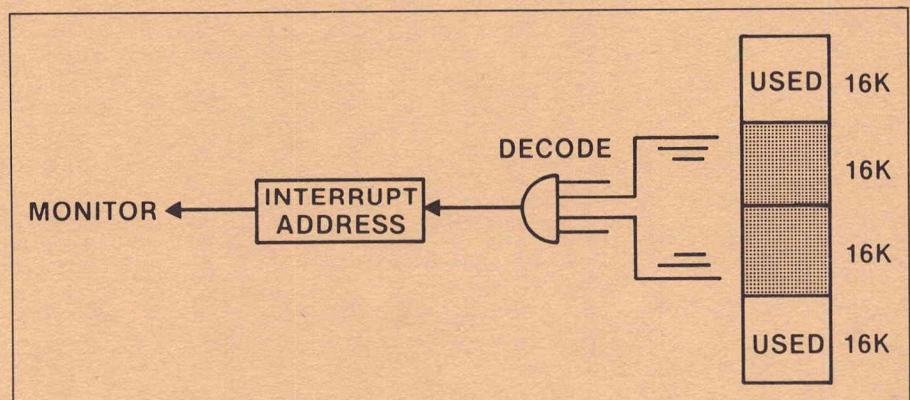 USED 16K
DECODE
16K
MONITOR
INTERRUPT
ADDRESS
16K
USED 16K